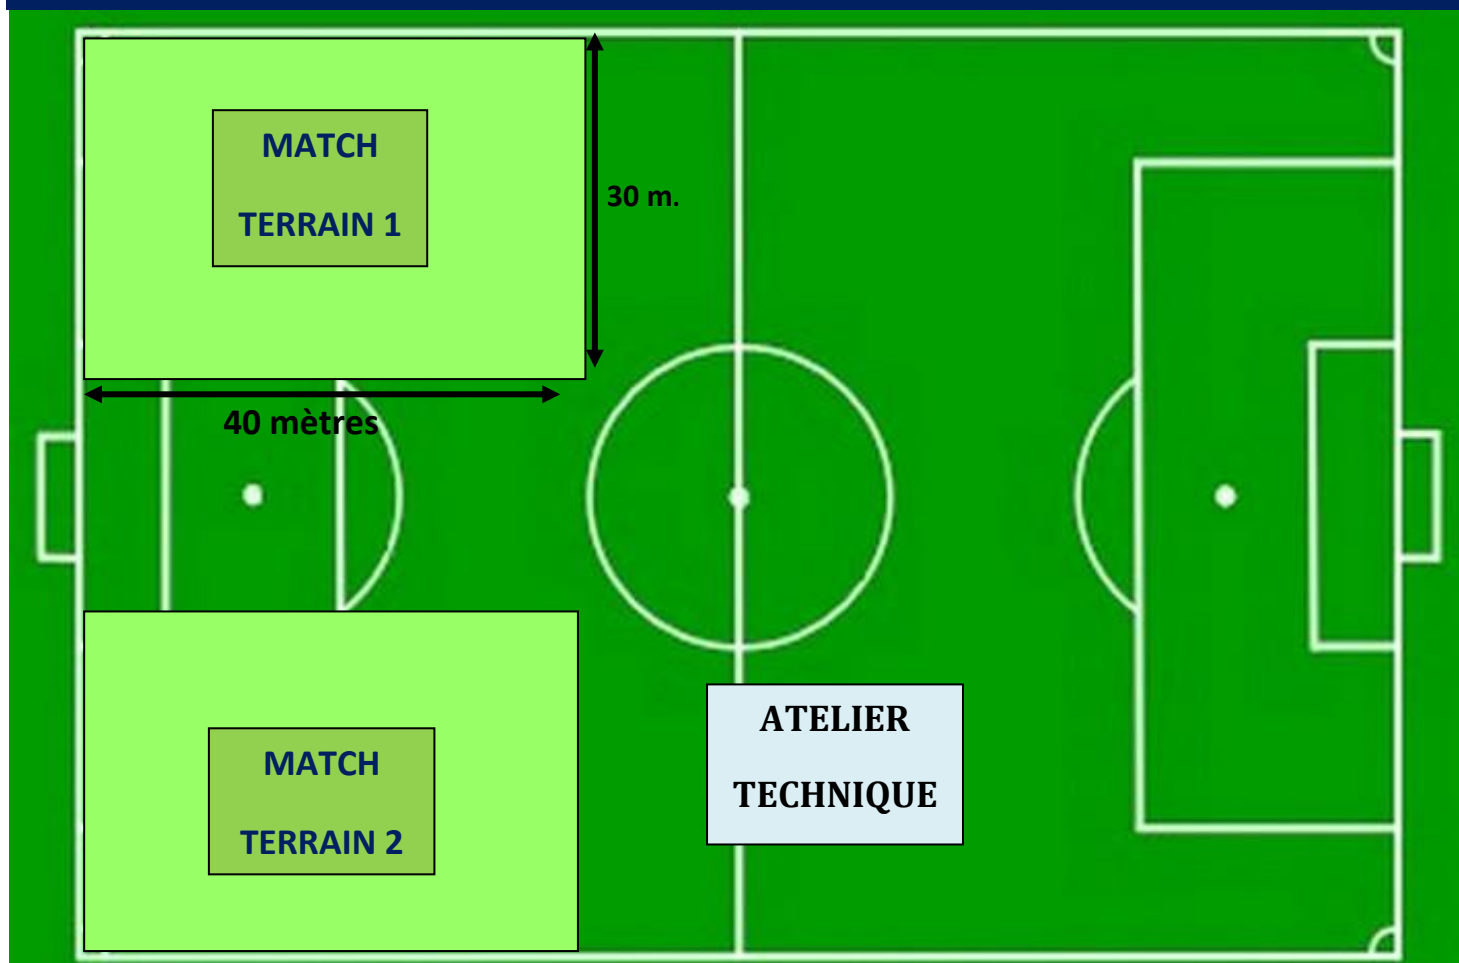 MATCH
TERRAIN 1
30 m.
40 mètres
MATCH
TERRAIN 2
ATELIER
TECHNIQUE